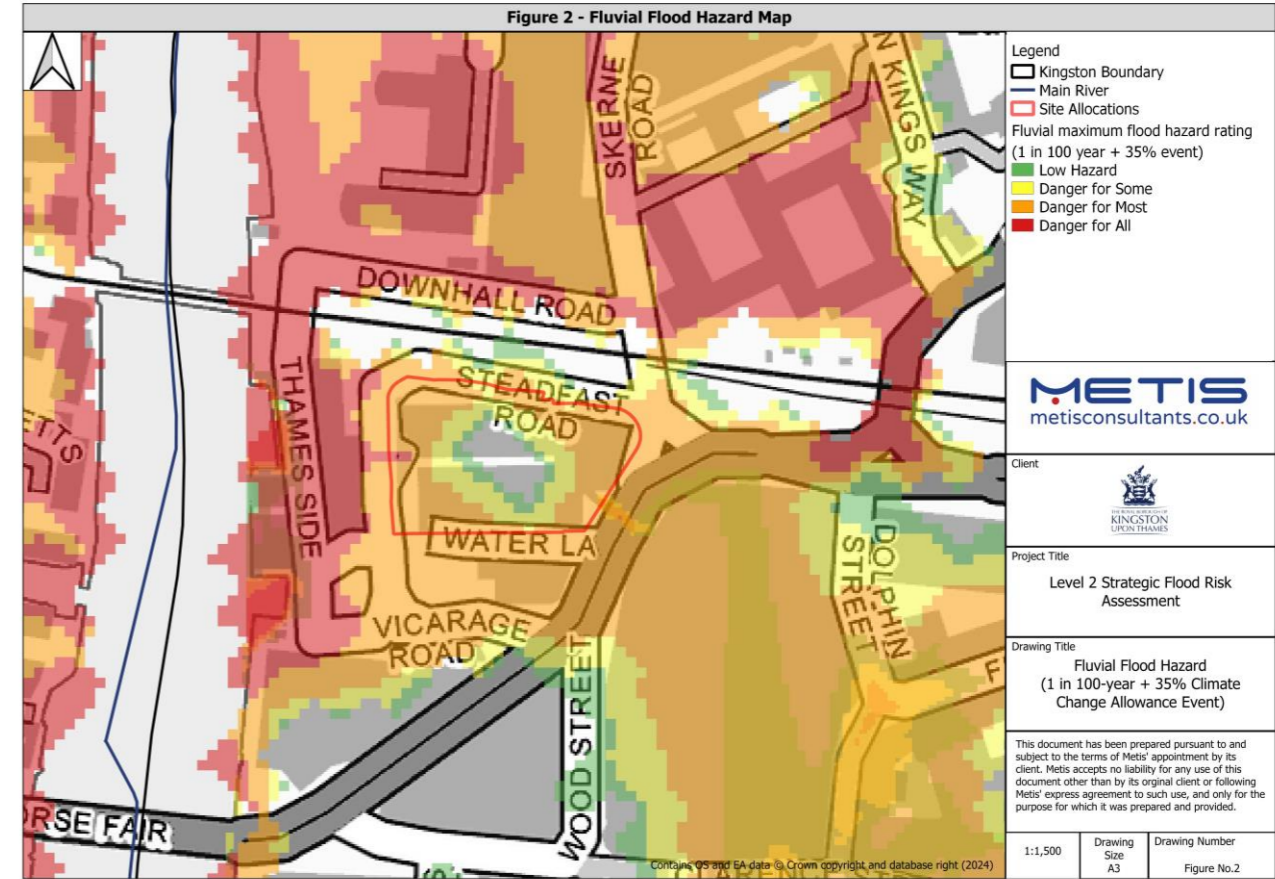 Figure 2 - Fluvial Flood Hazard Map
Legend
Kingston Boundary
Main River
Site Allocations
Fluvial maximum flood hazard rating
(1 in 100 year + 35% event)
Low Hazard
Danger for Some
Danger for Most
Danger for All
METIS
metisconsultants.co.uk
Client
THE ROYAL BOROUGH OF
KINGSTON
UPON THAMES
Project Title
Level 2 Strategic Flood Risk
Assessment
Drawing Title
Fluvial Flood Hazard
(1 in 100-year + 35% Climate
Change Allowance Event)
This document has been prepared pursuant to and
subject to the terms of Metis' appointment by its
client. Metis accepts no liability for any use of this
document other than by its orginal client or following
Metis' express agreement to such use, and only for the
purpose for which it was prepared and provided.
1:1,500
Drawing
Size
A3
Drawing Number
Figure No.2
SKERNE
ROAD
N KINGS WAY
DOWNHALL ROAD
THAMES SIDE
STEADFAST
ROAD
ETTS
WATER LA
VICARAGE
ROAD
DOLPHIN
STREET
WOOD STREET
ORSE FAIR
CLARENCE ST
Contains OS and EA data © Crown copyright and database right (2024)